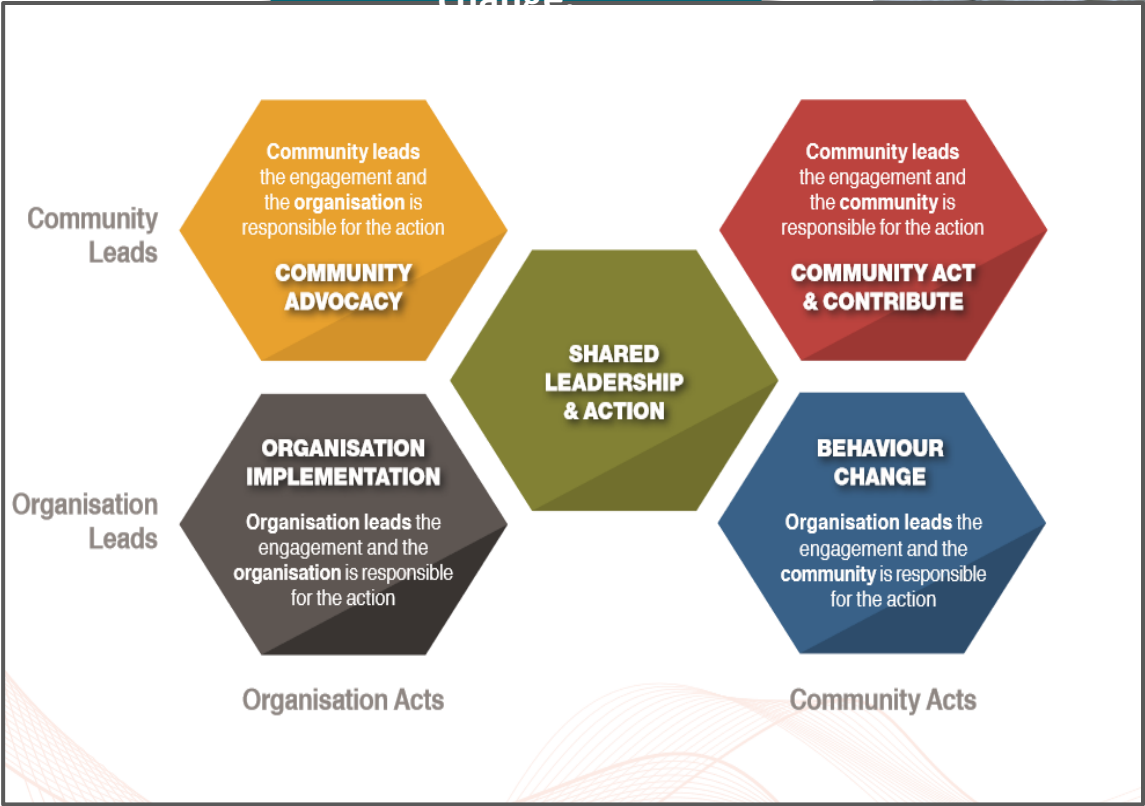 Community leads
the engagement and
the organisation is
responsible for the action
COMMUNITY
ADVOCACY
Community leads
the engagement and
the community is
responsible for the action
COMMUNITY ACT
& CONTRIBUTE
Community
Leads
SHARED
LEADERSHIP
& ACTION
Organisation
Leads
ORGANISATION
IMPLEMENTATION
Organisation leads the
engagement and the
organisation is responsible
for the action
BEHAVIOUR
CHANGE
Organisation leads the
engagement and the
community is responsible
for the action
Organisation Acts
Community Acts